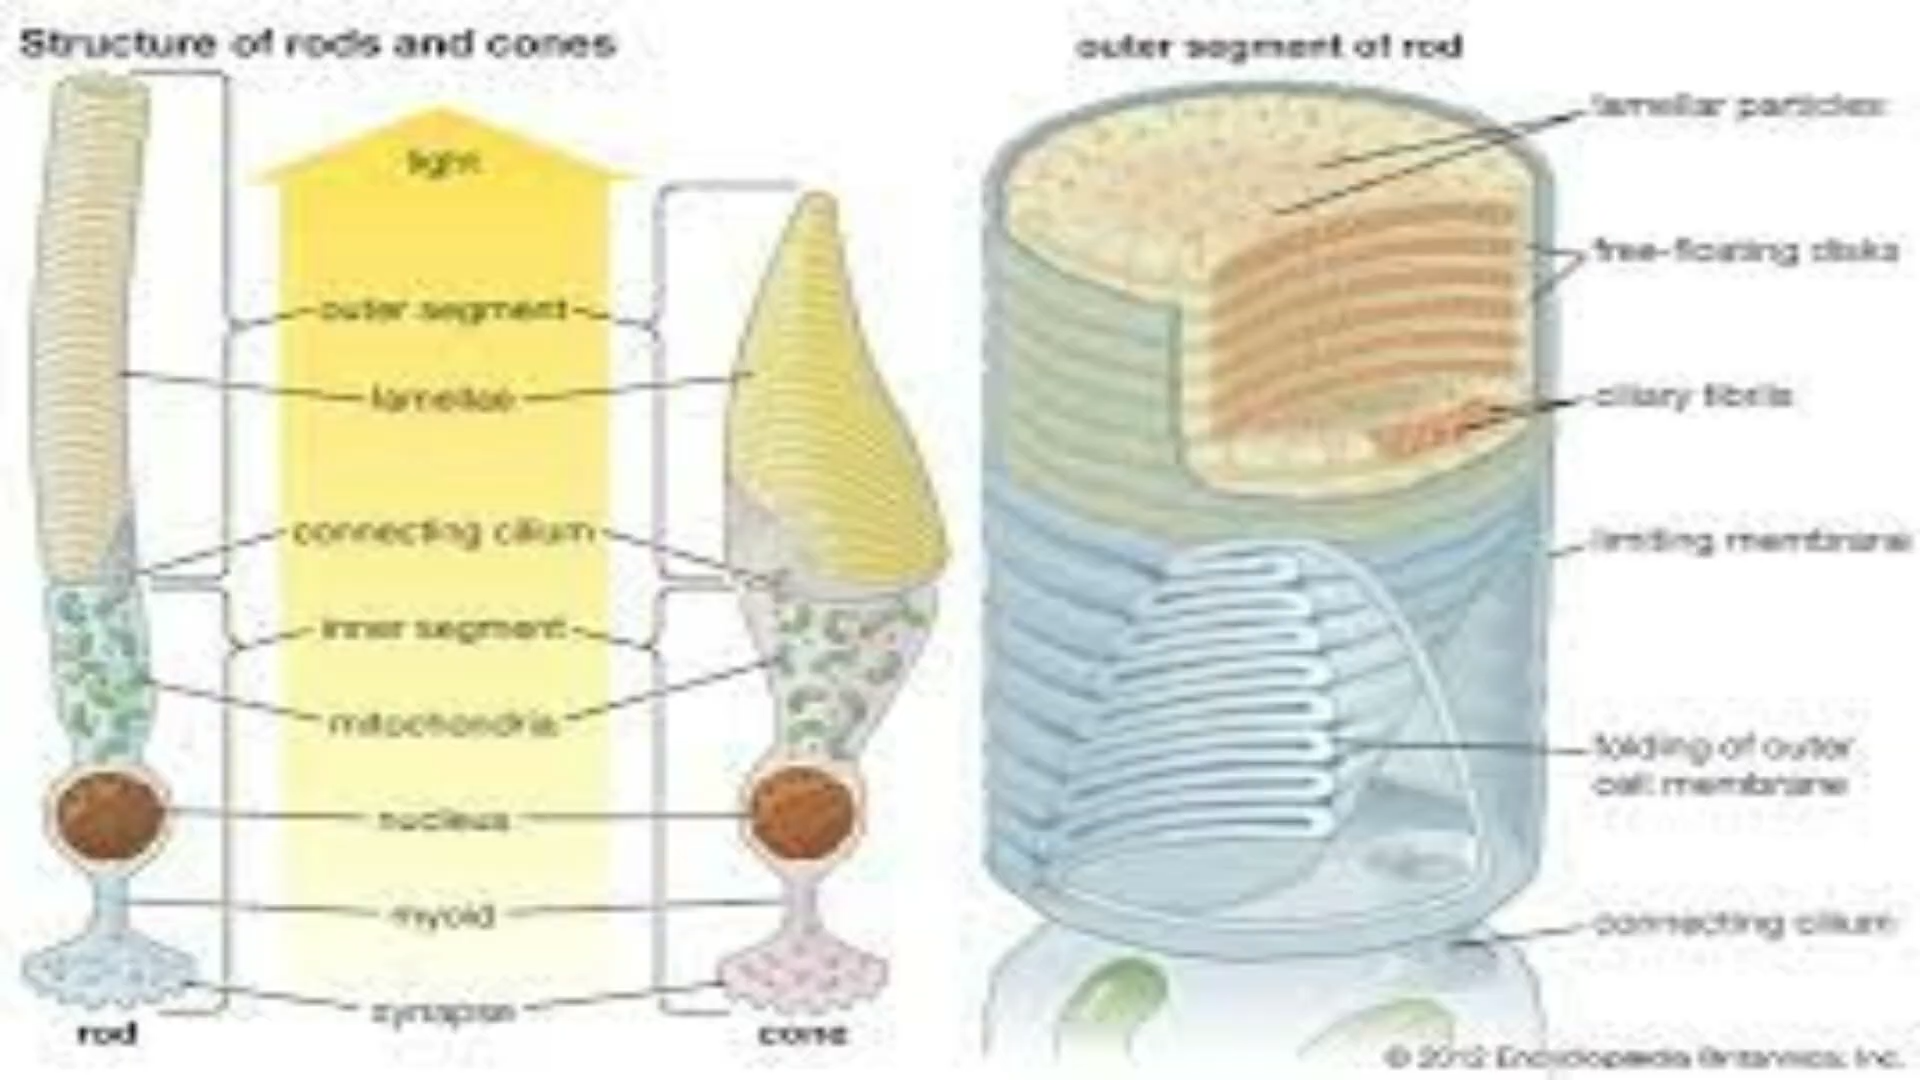 Structure of rods and cones
light
outer segment
lamellae
connecting cilium
inner segment
mitochondria
nucleus
myoid
synapse
rod
cone
outer segment of rod
lamellar particles
free-floating disks
ciliary fibrils
limiting membrane
folding of outer
cell membrane
connecting cilium
© 2012 Encyclopædia Britannica, Inc.